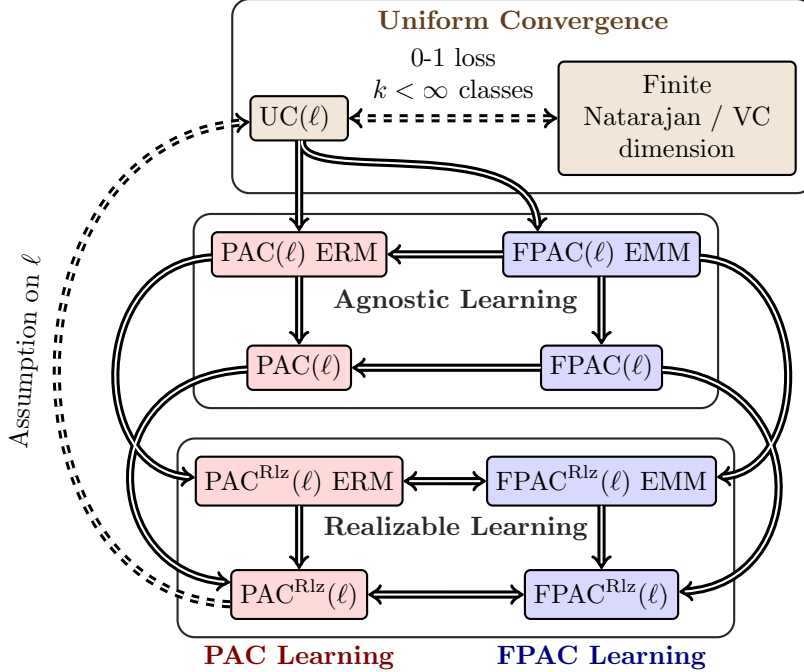 Uniform Convergence
0-1 loss
k < ∞ classes
UC(ℓ)
Finite
Natarajan / VC
dimension
Assumption on ℓ
PAC(ℓ) ERM
FPAC(ℓ) EMM
Agnostic Learning
PAC(ℓ)
FPAC(ℓ)
PAC^Rlz(ℓ) ERM
FPAC^Rlz(ℓ) EMM
Realizable Learning
PAC^Rlz(ℓ)
FPAC^Rlz(ℓ)
PAC Learning
FPAC Learning